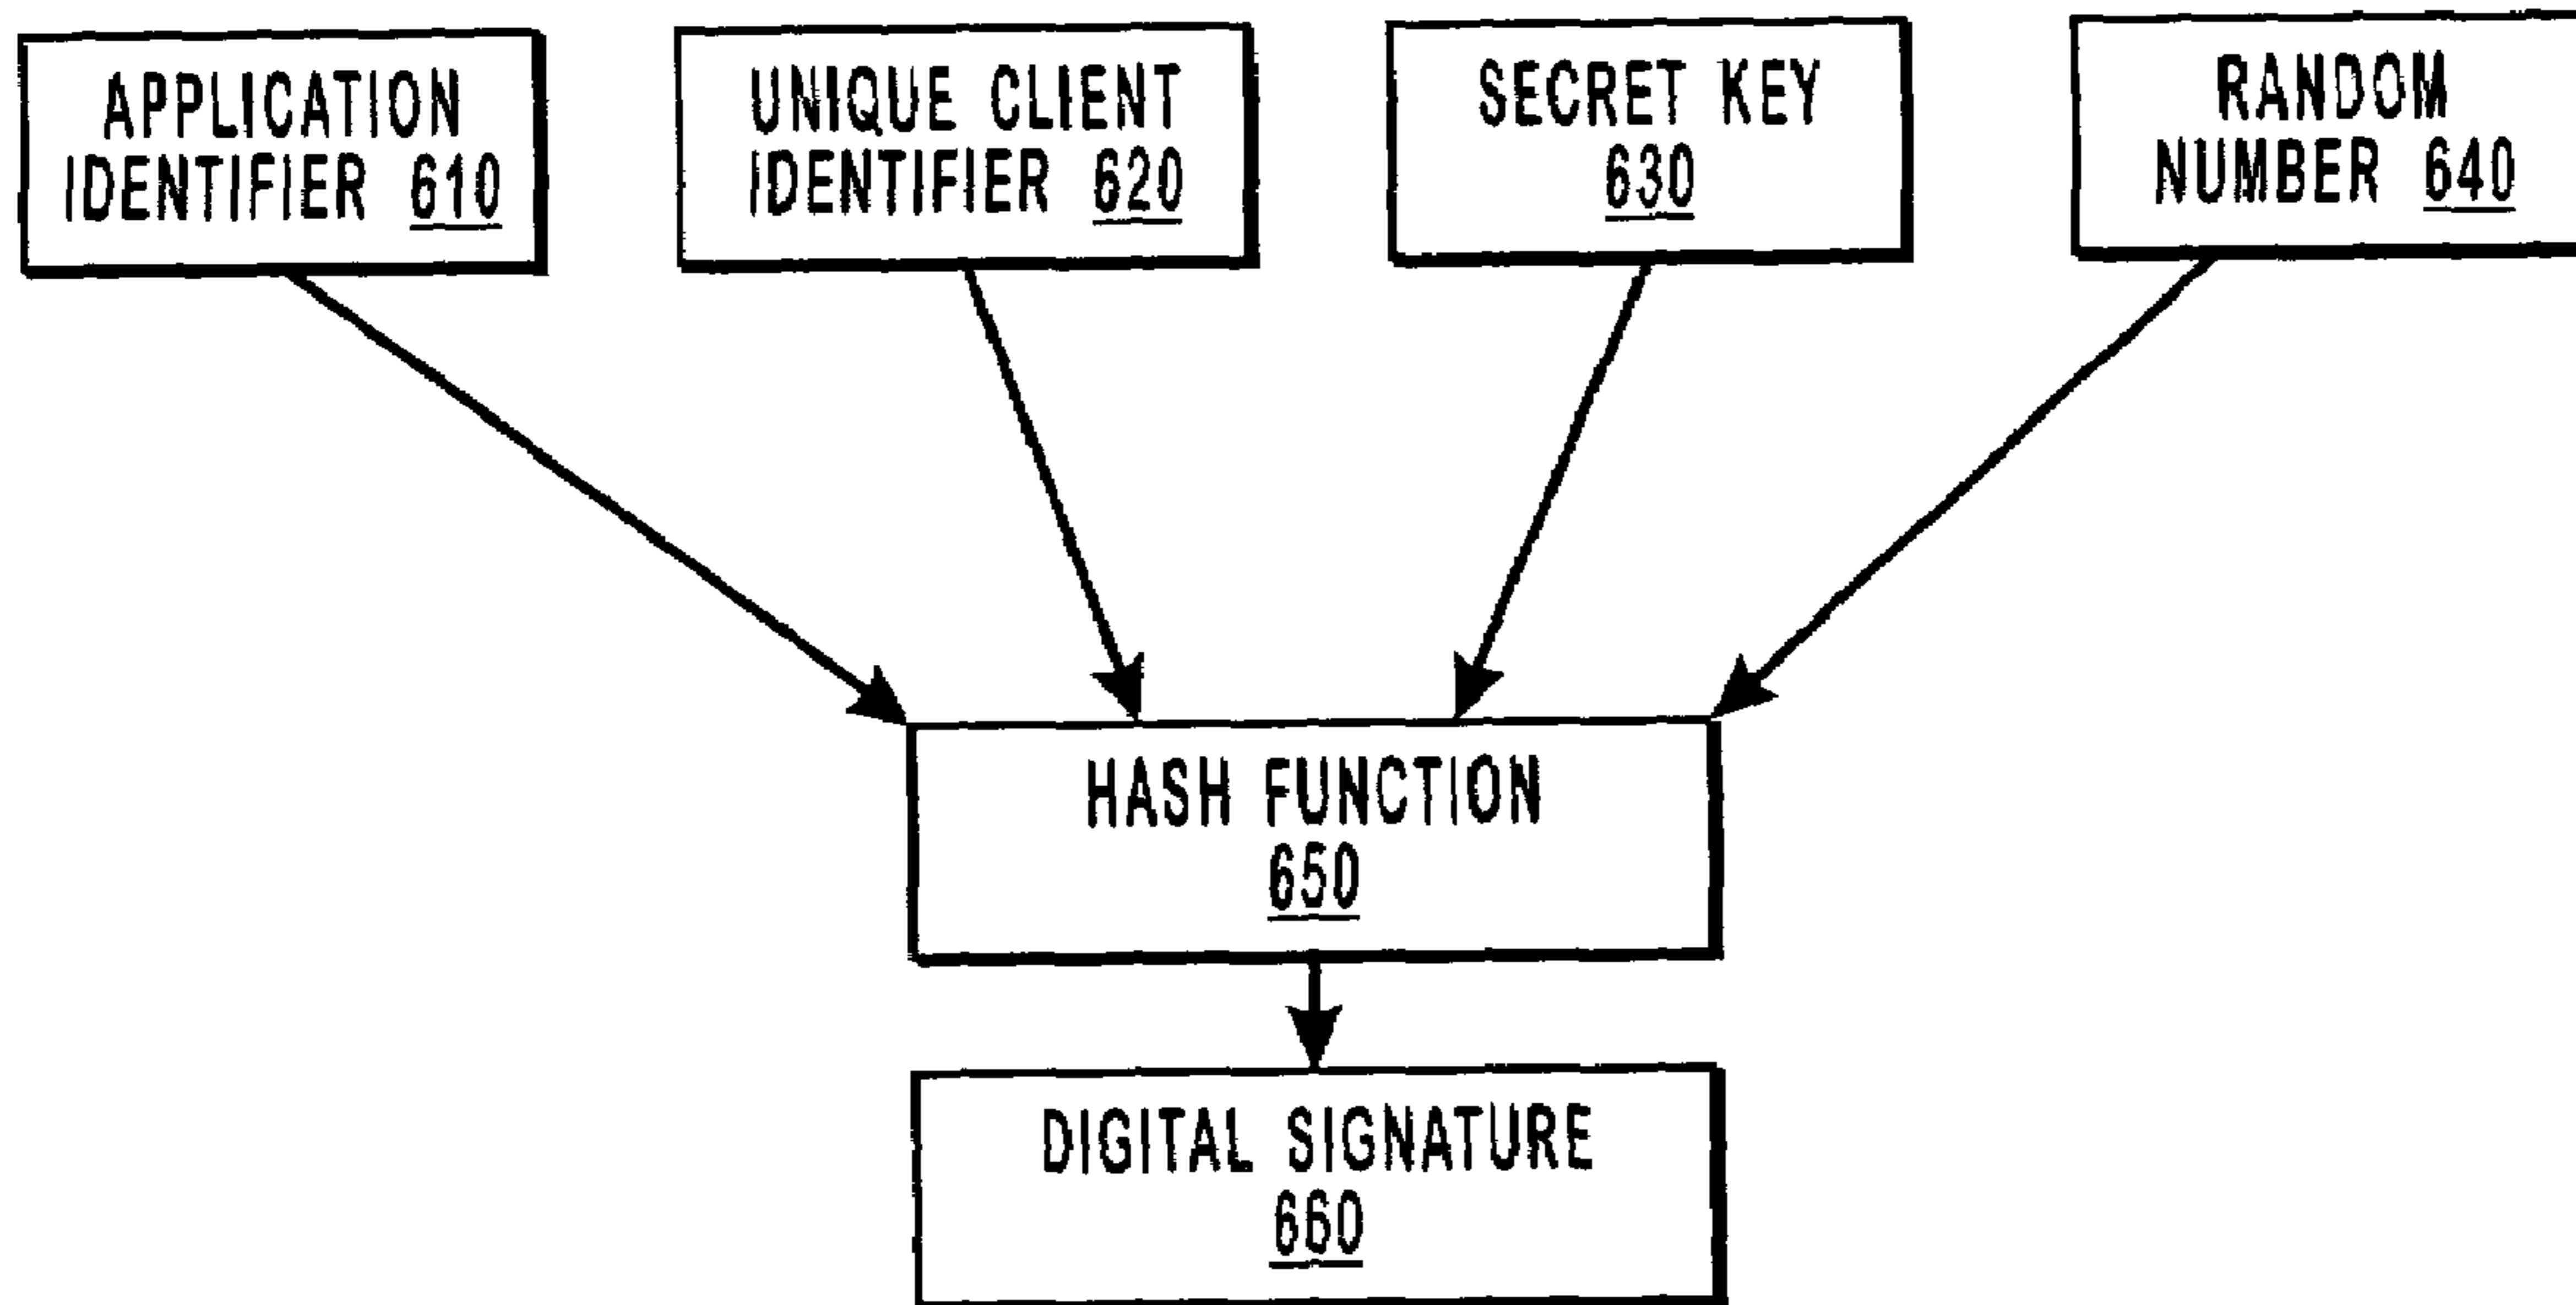 APPLICATION
IDENTIFIER 610
UNIQUE CLIENT
IDENTIFIER 620
SECRET KEY
630
RANDOM
NUMBER 640
HASH FUNCTION
650
DIGITAL SIGNATURE
660